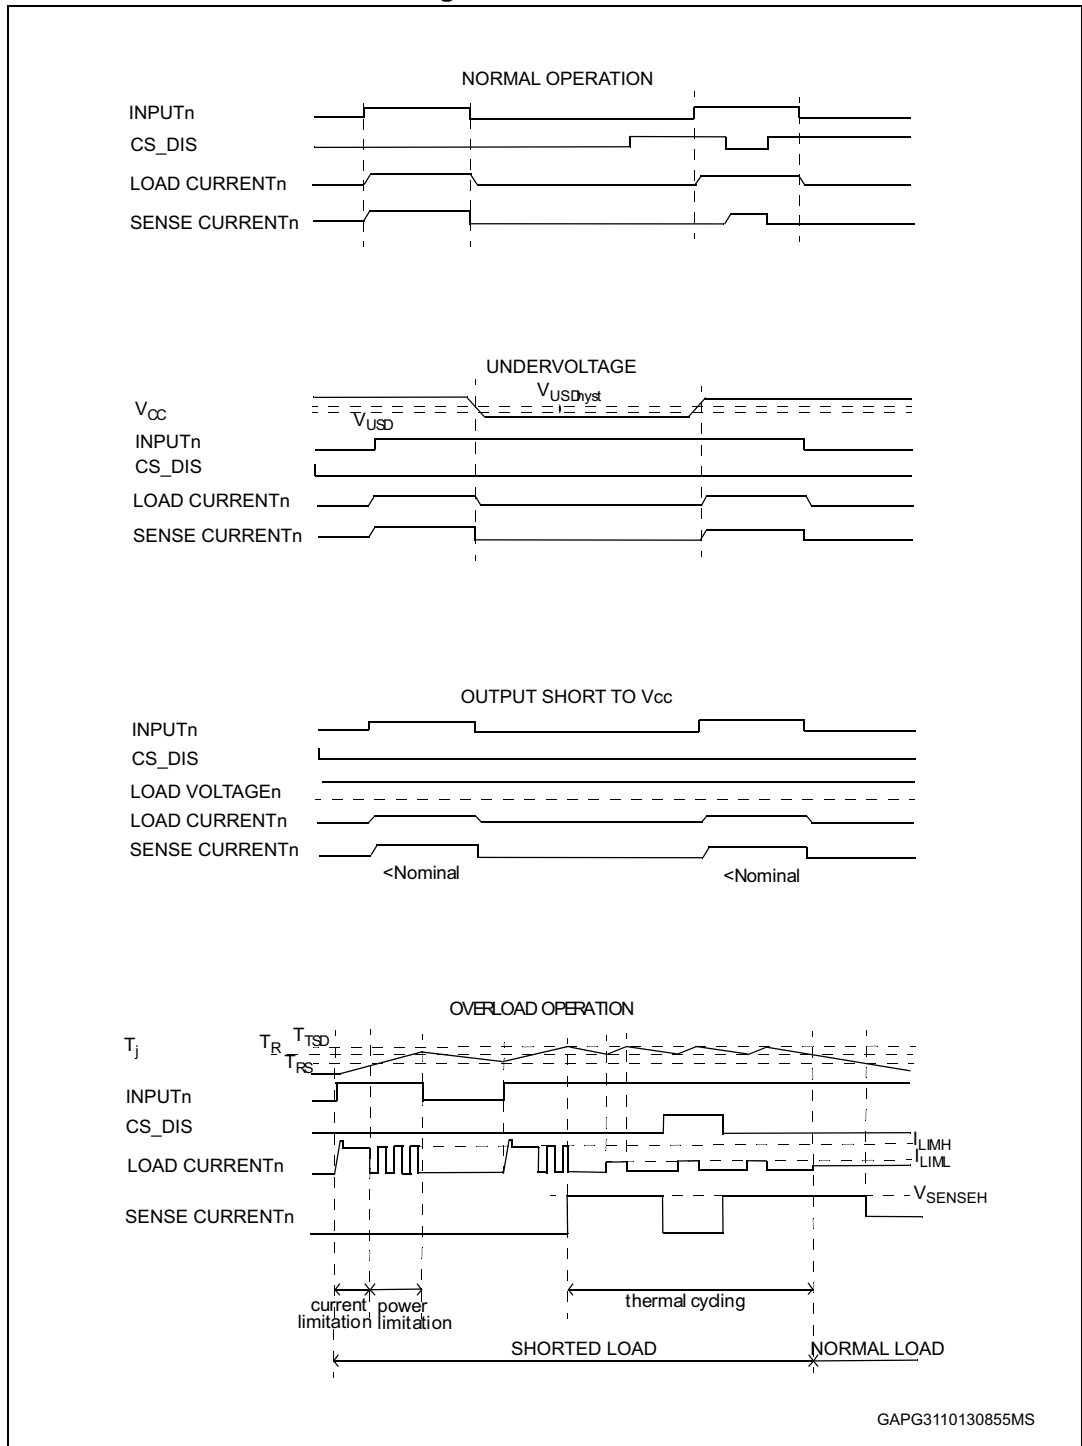 NORMAL OPERATION
INPUTn
CS_DIS
LOAD CURRENTn
SENSE CURRENTn
UNDERVOLTAGE
VUSDhyst
VCC
VUSD
INPUTn
CS_DIS
LOAD CURRENTn
SENSE CURRENTn
OUTPUT SHORT TO Vcc
INPUTn
CS_DIS
LOAD VOLTAGEn
LOAD CURRENTn
SENSE CURRENTn
<Nominal <Nominal
OVERLOAD OPERATION
Tj TR TTSD
TRS
INPUTn
CS_DIS
ILIMH
ILIML
LOAD CURRENTn
VSENSEH
SENSE CURRENTn
current power
limitation limitation
thermal cycling
SHORTED LOAD NORMAL LOAD
GAPG3110130855MS